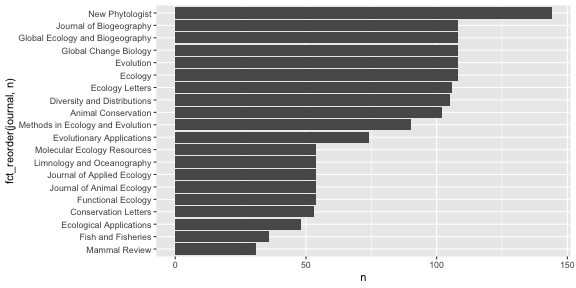 New Phytologist
Journal of Biogeography
Global Ecology and Biogeography
Global Change Biology
Evolution
Ecology
Ecology Letters
Diversity and Distributions
Animal Conservation
Methods in Ecology and Evolution
Evolutionary Applications
Molecular Ecology Resources
Limnology and Oceanography
Journal of Applied Ecology
Journal of Animal Ecology
Functional Ecology
Conservation Letters
Ecological Applications
Fish and Fisheries
Mammal Review
fct_reorder(journal, n)
0 50 100 150
n